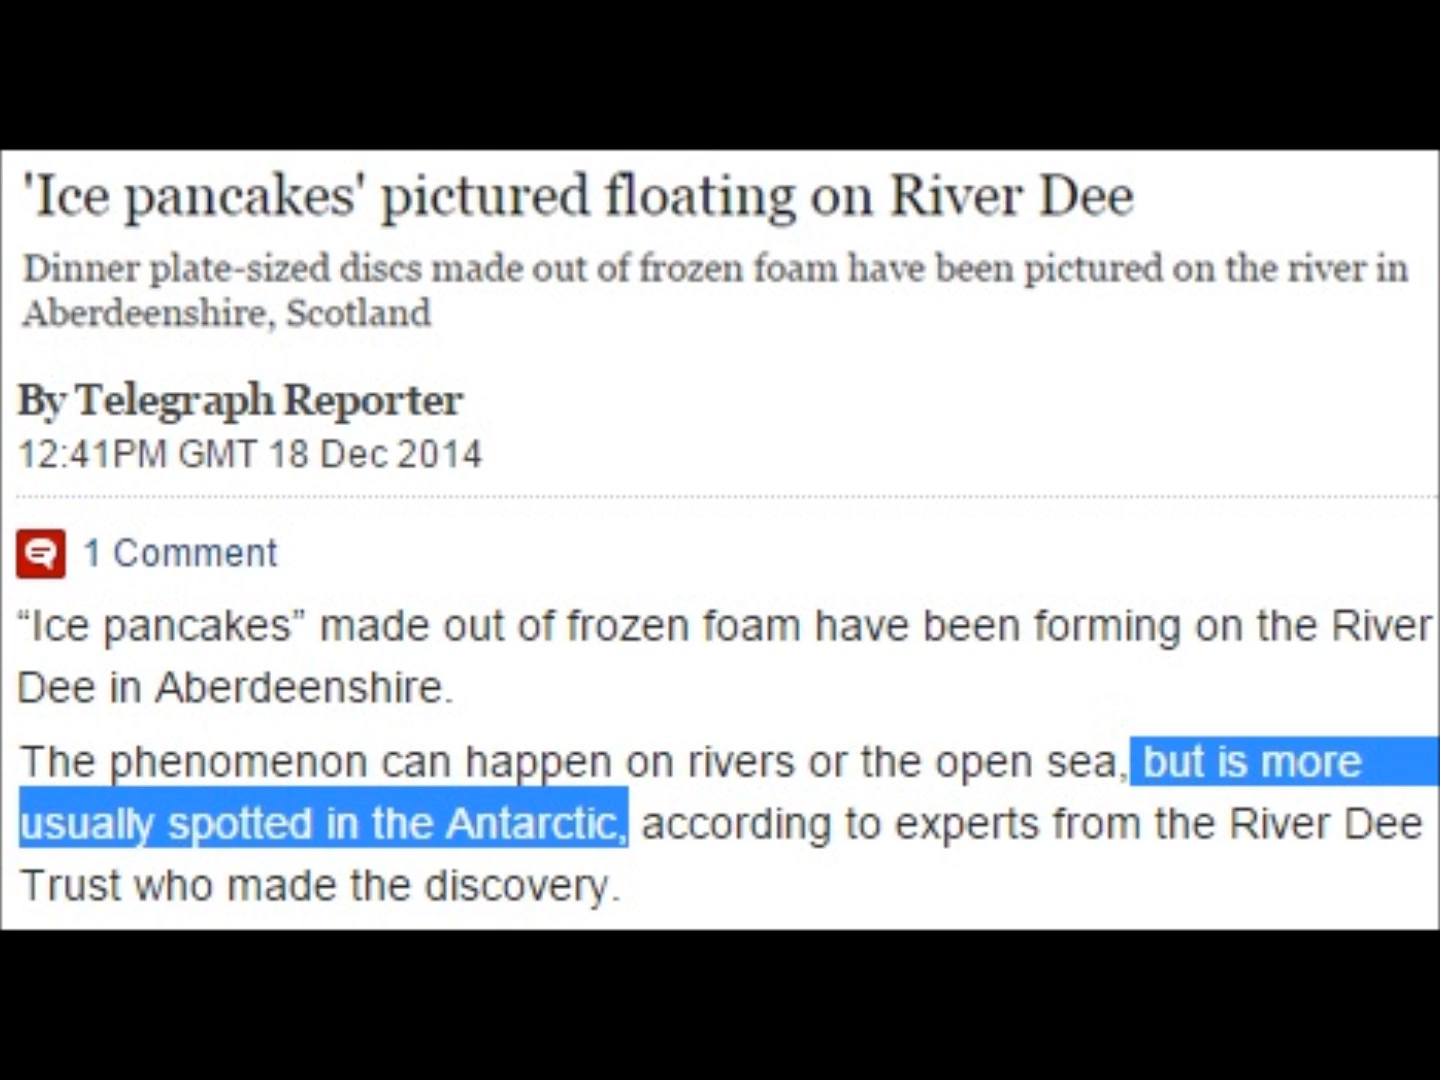 'Ice pancakes' pictured floating on River Dee
Dinner plate-sized discs made out of frozen foam have been pictured on the river in
Aberdeenshire, Scotland
By Telegraph Reporter
12:41PM GMT 18 Dec 2014
1 Comment
“Ice pancakes” made out of frozen foam have been forming on the River
Dee in Aberdeenshire.
The phenomenon can happen on rivers or the open sea, but is more
usually spotted in the Antarctic, according to experts from the River Dee
Trust who made the discovery.